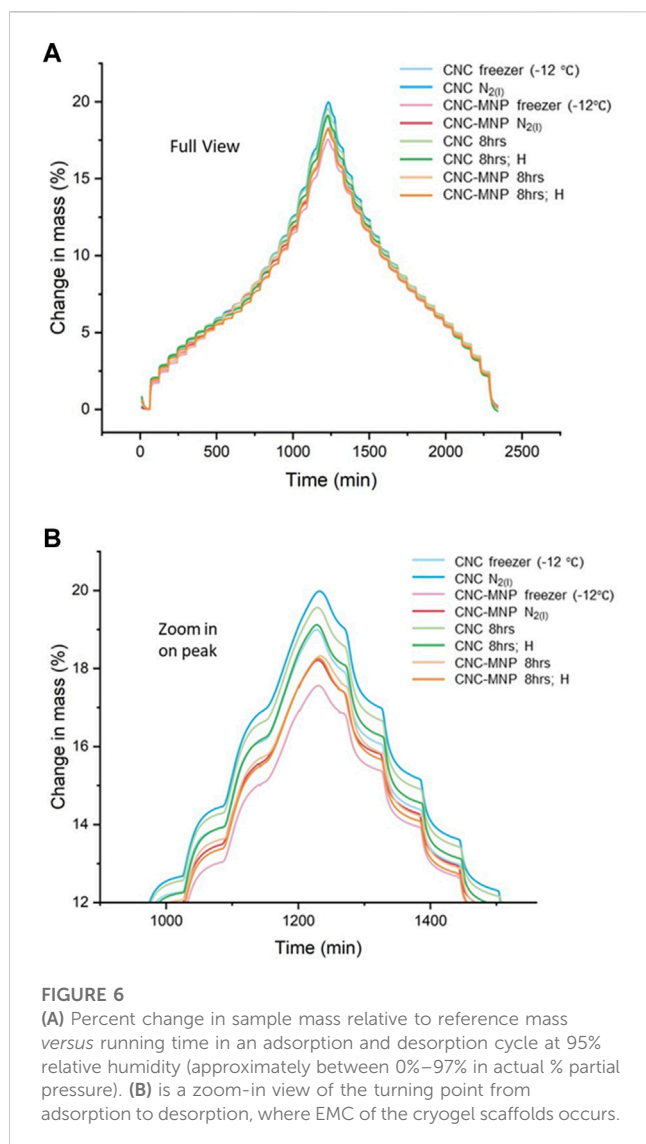 A
CNC freezer (-12 °C)
CNC N2(l)
CNC-MNP freezer (-12°C)
CNC-MNP N2(l)
CNC 8hrs
CNC 8hrs; H
CNC-MNP 8hrs
CNC-MNP 8hrs; H
Full View
Change in mass (%)
20
15
10
5
0
0 500 1000 1500 2000 2500
Time (min)
B
CNC freezer (-12 °C)
CNC N2(l)
CNC-MNP freezer (-12°C)
CNC-MNP N2(l)
CNC 8hrs
CNC 8hrs; H
CNC-MNP 8hrs
CNC-MNP 8hrs; H
Zoom in
on peak
Change in mass (%)
20
18
16
14
12
1000 1200 1400
Time (min)
FIGURE 6
(A) Percent change in sample mass relative to reference mass
versus running time in an adsorption and desorption cycle at 95%
relative humidity (approximately between 0%–97% in actual % partial
pressure). (B) is a zoom-in view of the turning point from
adsorption to desorption, where EMC of the cryogel scaffolds occurs.